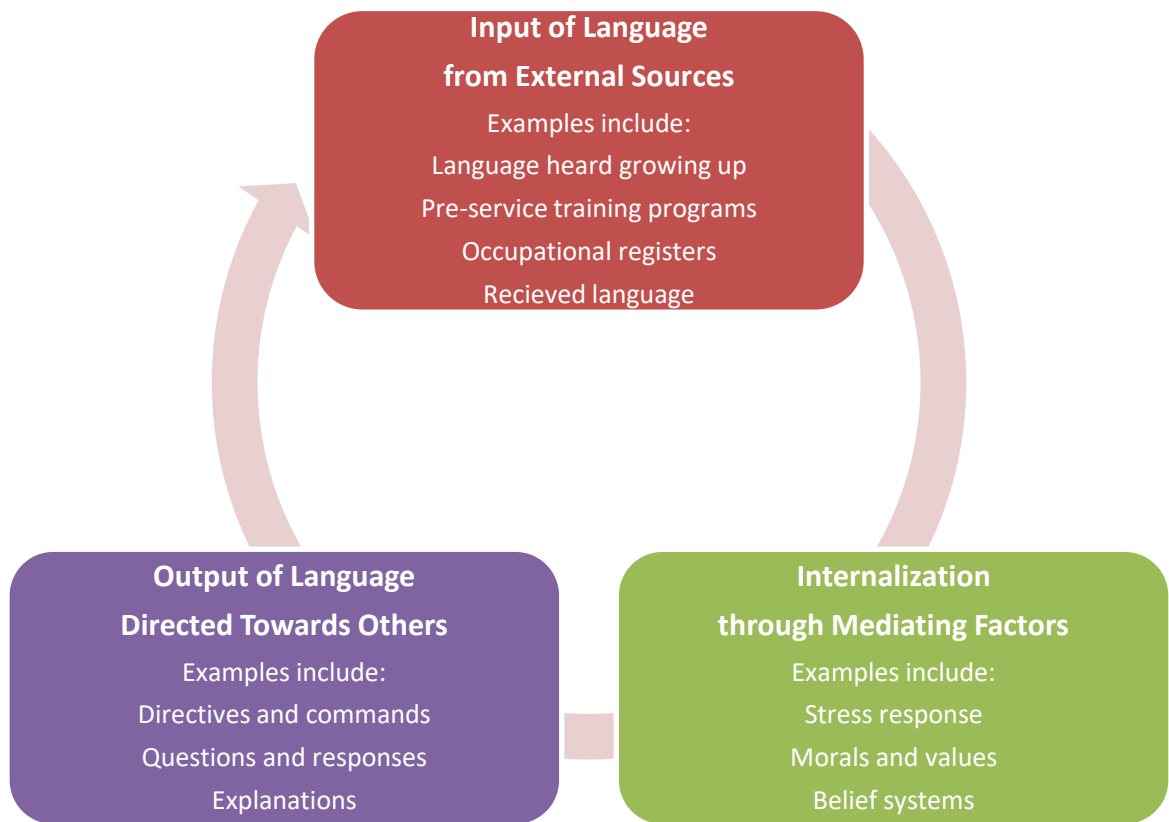 Input of Language
from External Sources
Examples include:
Language heard growing up
Pre-service training programs
Occupational registers
Recieved language
Output of Language
Directed Towards Others
Examples include:
Directives and commands
Questions and responses
Explanations
Internalization
through Mediating Factors
Examples include:
Stress response
Morals and values
Belief systems